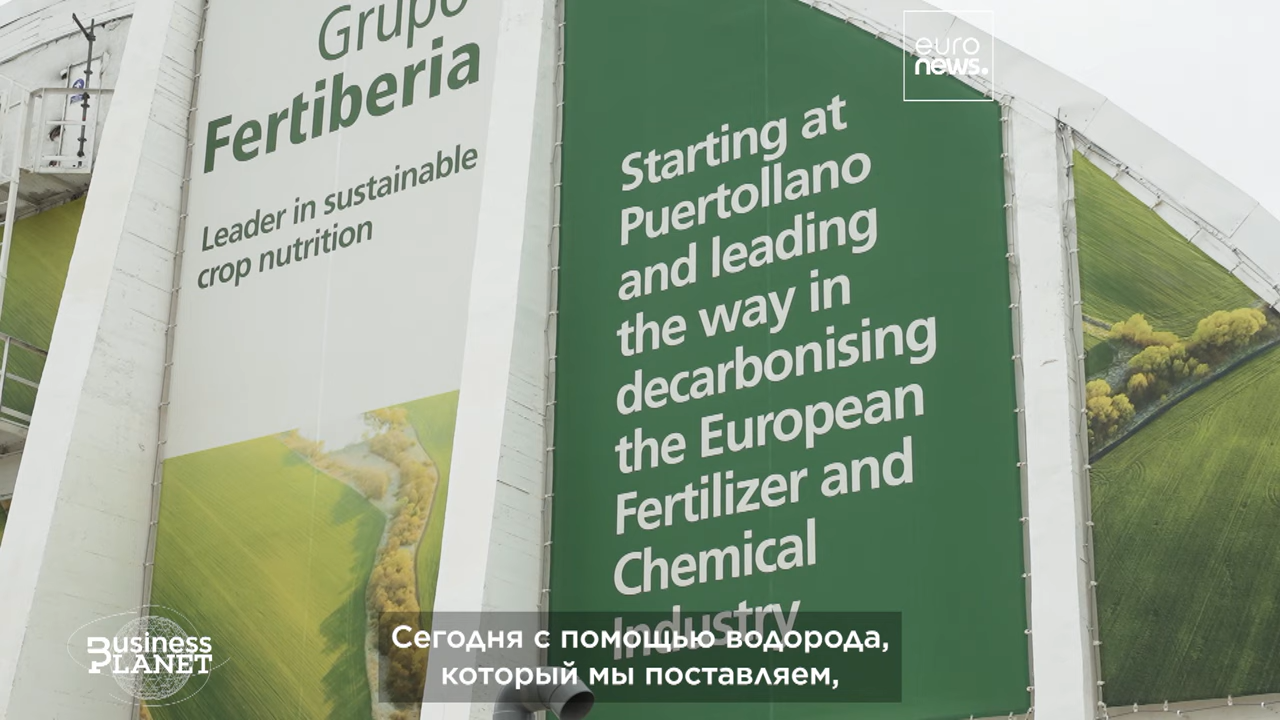 Grupo
Fertiberia
Leader in sustainable
crop nutrition
Starting at
Puertollano
and leading
the way in
decarbonising
the European
Fertilizer and
Chemical
Industry
euro
news.
Business
PLANET
Сегодня с помощью водорода,
который мы поставляем,